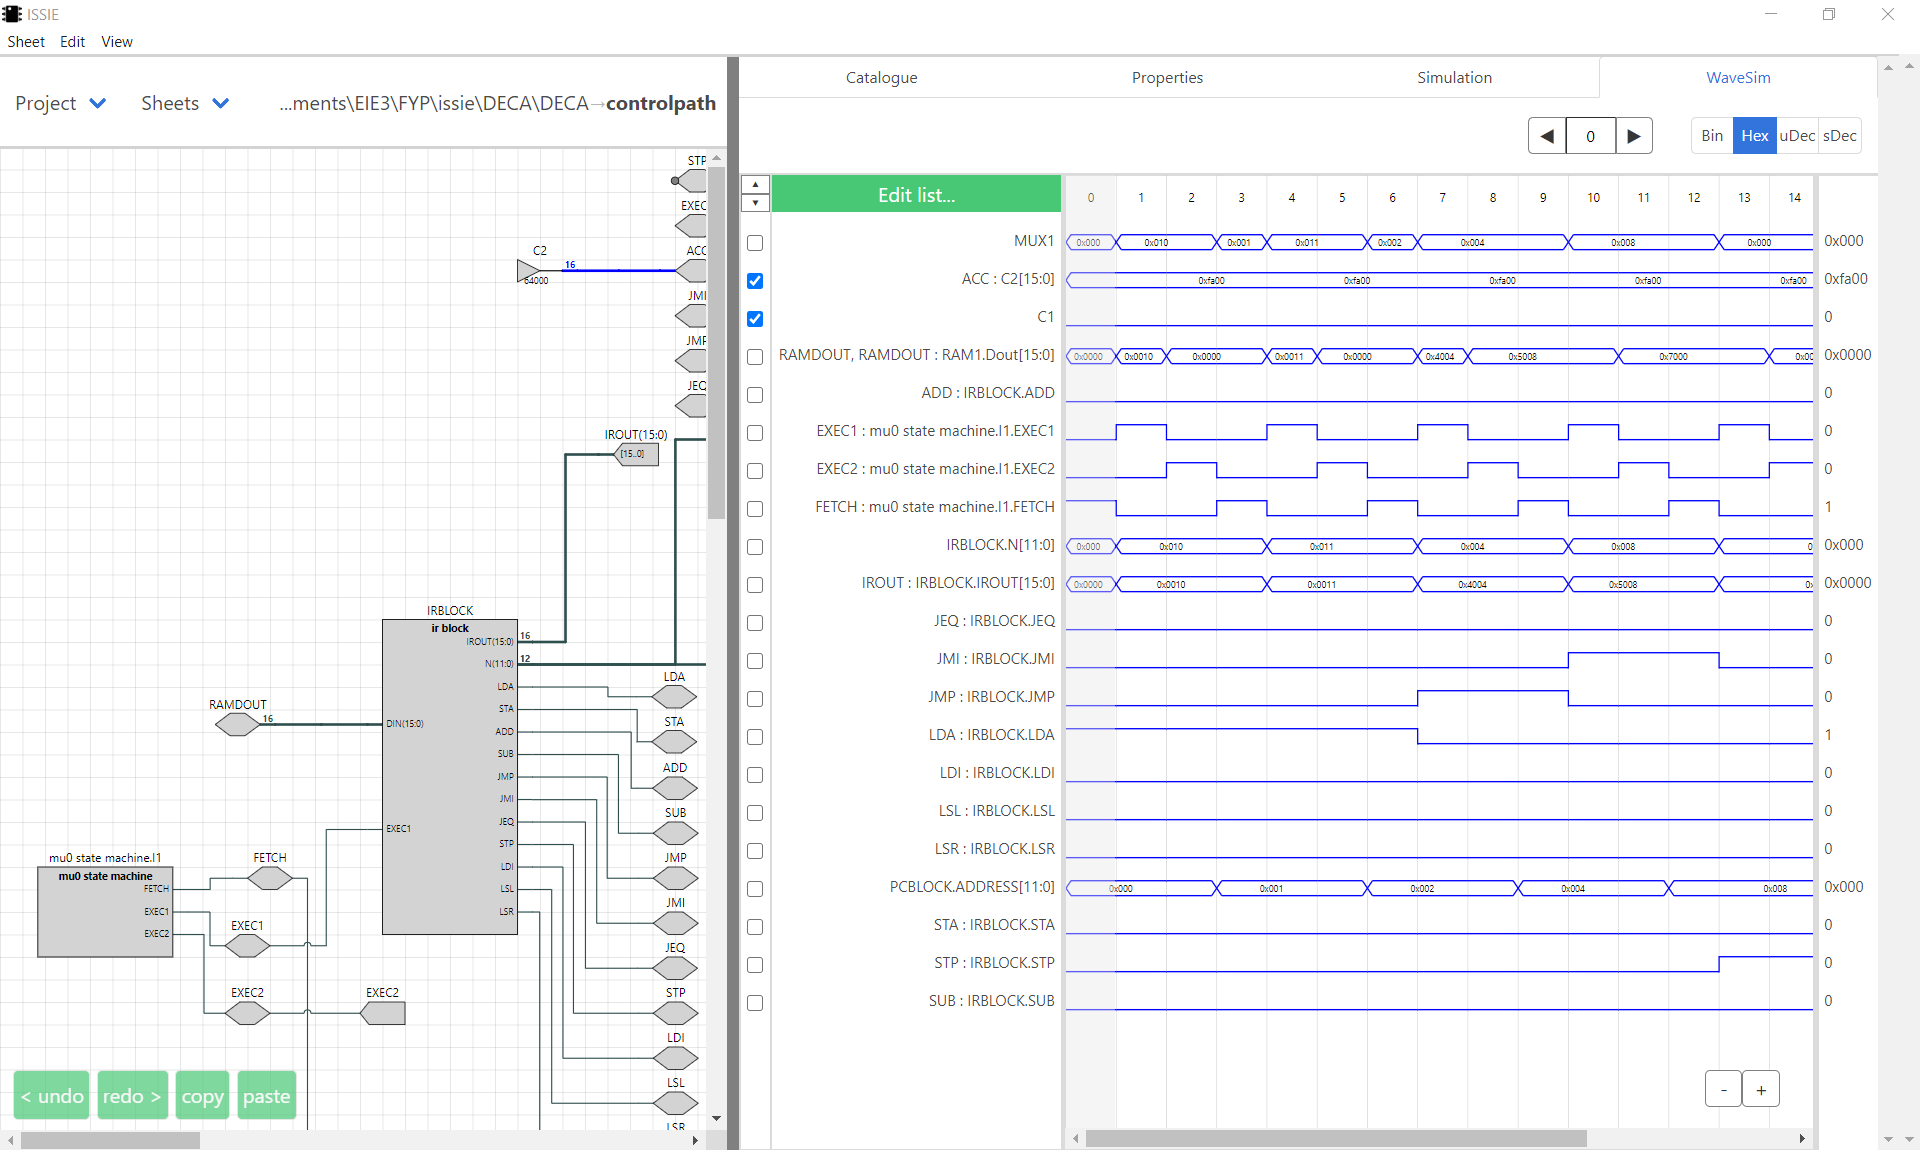 ISSIE
Sheet Edit View
Project Sheets ...ments\EIE3\FYP\issie\DECA\DECA→controlpath
Catalogue Properties Simulation WaveSim
◀ 0 ▶ Bin Hex uDec sDec
STP
EXEC
ACC
C2
16
64000
JMI
JMP
JEQ
IROUT(15:0)
[15..0]
IRBLOCK
ir block
IROUT(15:0) 16
N(11:0) 12
LDA
STA
ADD
SUB
JMP
JMI
JEQ
STP
LDI
LSL
LSR
DIN(15:0)
EXEC1
RAMDOUT
16
mu0 state machine.I1
mu0 state machine
FETCH
EXEC1
EXEC2
FETCH
EXEC1
EXEC2
EXEC2
LDA
STA
ADD
SUB
JMP
JMI
JEQ
STP
LDI
LSL
LSR
< undo redo > copy paste
Edit list... 0 1 2 3 4 5 6 7 8 9 10 11 12 13 14
MUX1 0x000 0x010 0x001 0x011 0x002 0x004 0x008 0x000 0x000
ACC : C2[15:0] 0xfa00 0xfa00 0xfa00 0xfa00 0xfa00 0xfa00
C1 0
RAMDOUT, RAMDOUT : RAM1.Dout[15:0] 0x0000 0x0010 0x0000 0x0011 0x0000 0x4004 0x5008 0x7000 0x00 0x0000
ADD : IRBLOCK.ADD 0
EXEC1 : mu0 state machine.I1.EXEC1 0
EXEC2 : mu0 state machine.I1.EXEC2 0
FETCH : mu0 state machine.I1.FETCH 1
IRBLOCK.N[11:0] 0x000 0x010 0x011 0x004 0x008 0 0x000
IROUT : IRBLOCK.IROUT[15:0] 0x0000 0x0010 0x0011 0x4004 0x5008 0x 0x0000
JEQ : IRBLOCK.JEQ 0
JMI : IRBLOCK.JMI 0
JMP : IRBLOCK.JMP 0
LDA : IRBLOCK.LDA 1
LDI : IRBLOCK.LDI 0
LSL : IRBLOCK.LSL 0
LSR : IRBLOCK.LSR 0
PCBLOCK.ADDRESS[11:0] 0x000 0x001 0x002 0x004 0x008 0x000
STA : IRBLOCK.STA 0
STP : IRBLOCK.STP 0
SUB : IRBLOCK.SUB 0
- +